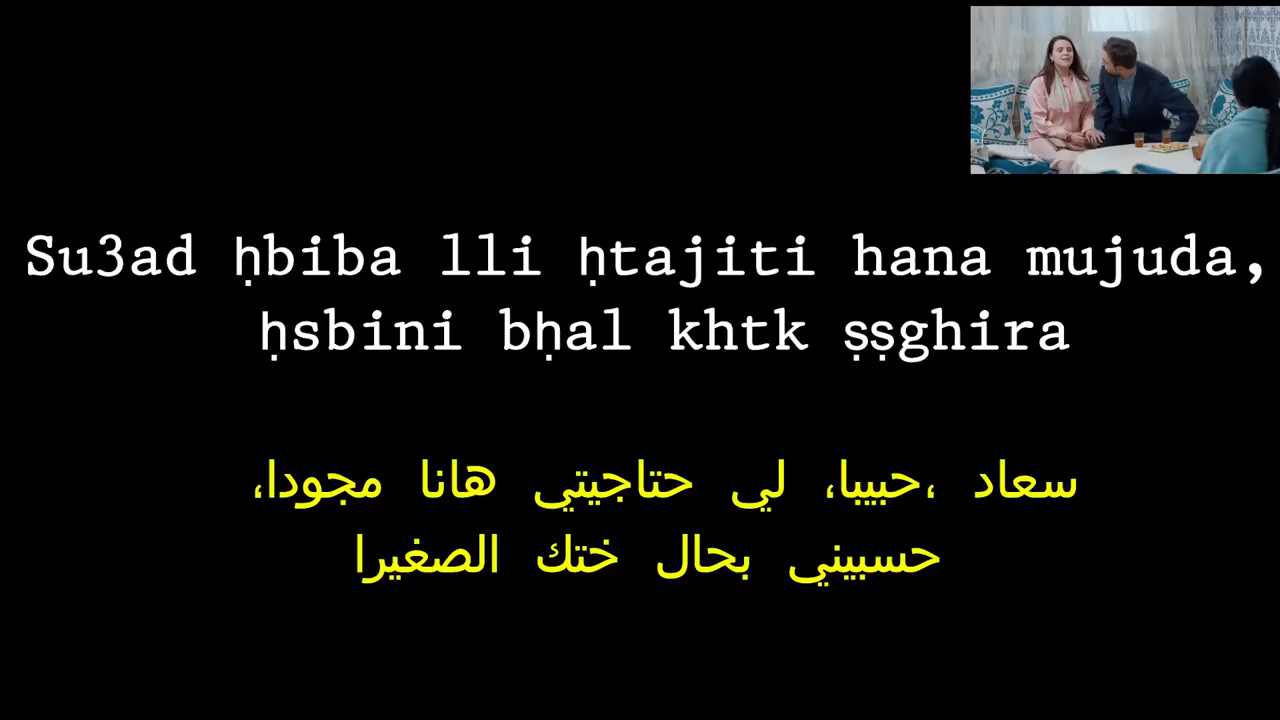 Su3ad ḥbiba lli ḥtajiti hana mujuda,
ḥsbini bḥal khtk ṣṣghira
سعاد ،حبيبا، لي حتاجيتي هانا مجودا،
حسبيني بحال ختك الصغيرا